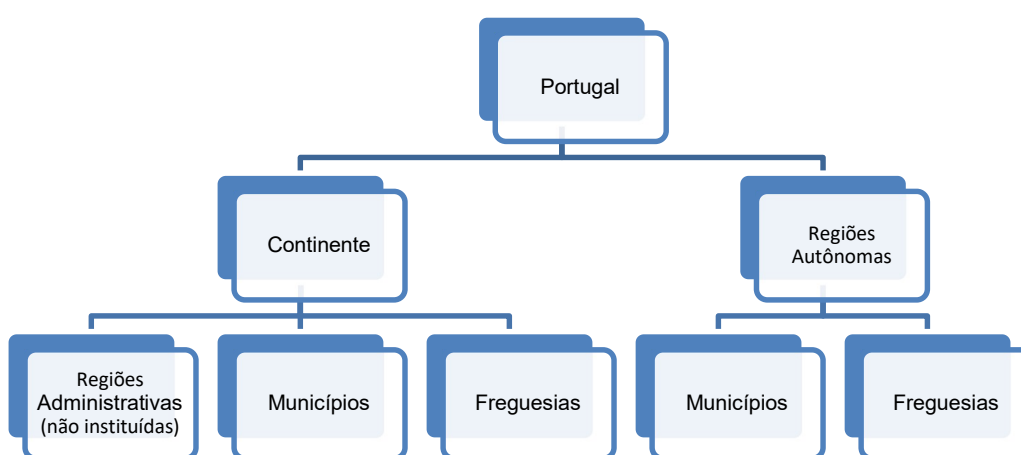 Portugal
Continente
Regiões
Autônomas
Regiões
Administrativas
(não instituídas)
Municípios
Freguesias
Municípios
Freguesias